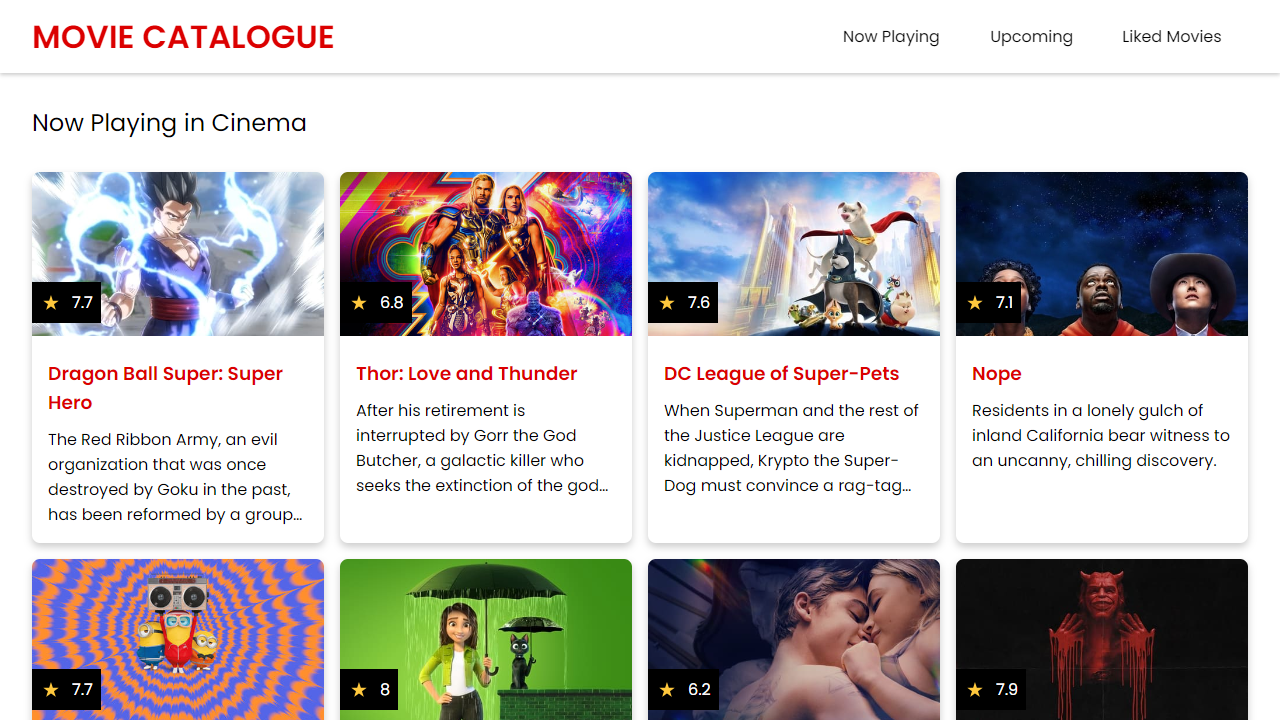 MOVIE CATALOGUE
Now Playing
Upcoming
Liked Movies
Now Playing in Cinema
7.7
6.8
7.6
7.1
Dragon Ball Super: Super
Hero
The Red Ribbon Army, an evil
organization that was once
destroyed by Goku in the past,
has been reformed by a group...
Thor: Love and Thunder
After his retirement is
interrupted by Gorr the God
Butcher, a galactic killer who
seeks the extinction of the god...
DC League of Super-Pets
When Superman and the rest of
the Justice League are
kidnapped, Krypto the Super-
Dog must convince a rag-tag...
Nope
Residents in a lonely gulch of
inland California bear witness to
an uncanny, chilling discovery.
7.7
8
6.2
7.9